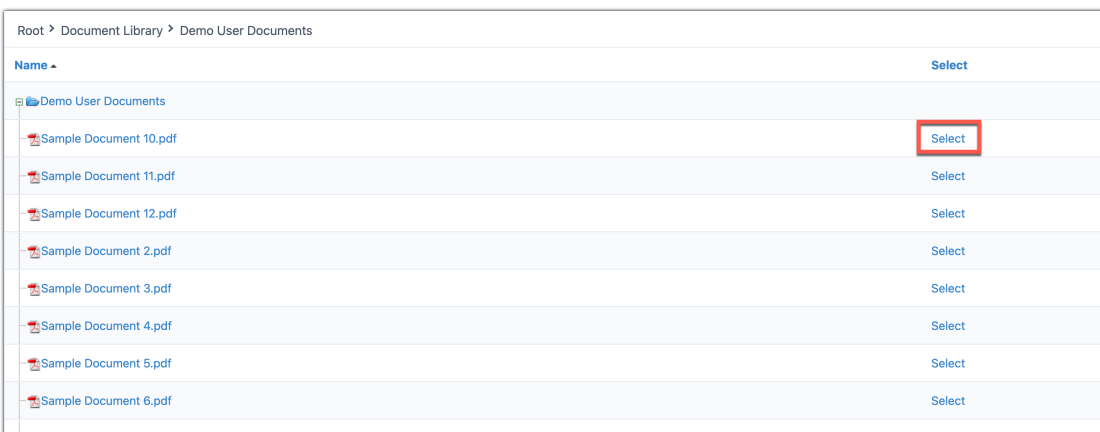 Root > Document Library > Demo User Documents
Name Select
Demo User Documents
Sample Document 10.pdf Select
Sample Document 11.pdf Select
Sample Document 12.pdf Select
Sample Document 2.pdf Select
Sample Document 3.pdf Select
Sample Document 4.pdf Select
Sample Document 5.pdf Select
Sample Document 6.pdf Select